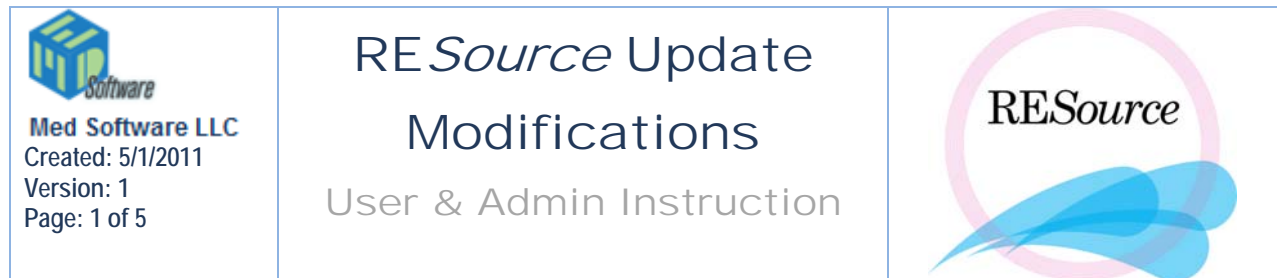 Software
Med Software LLC
Created: 5/1/2011
Version: 1
Page: 1 of 5
RESource Update
Modifications
User & Admin Instruction
RESource